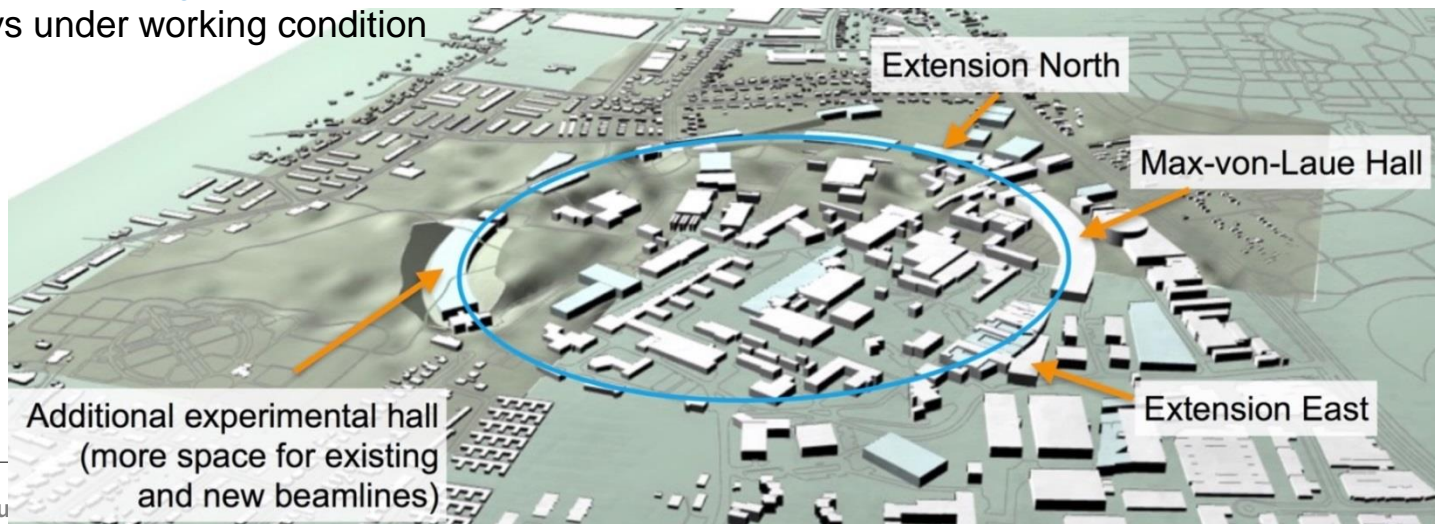 under working condition
Extension North
Max-von-Laue Hall
Extension East
Additional experimental hall
(more space for existing
and new beamlines)